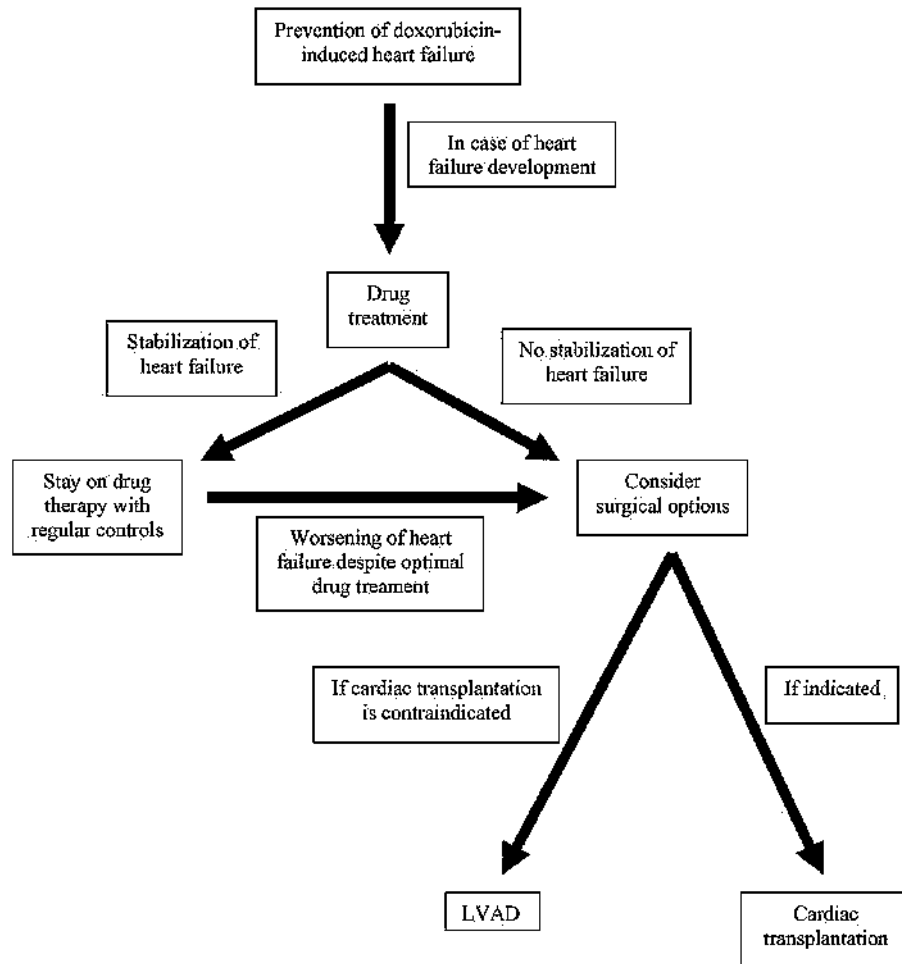 Prevention of doxorubicin-
induced heart failure
In case of heart
failure development
Drug
treatment
Stabilization of
heart failure
No stabilization of
heart failure
Stay on drug
therapy with
regular controls
Consider
surgical options
Worsening of heart
failure despite optimal
drug treament
If cardiac transplantation
is contraindicated
If indicated
LVAD
Cardiac
transplantation